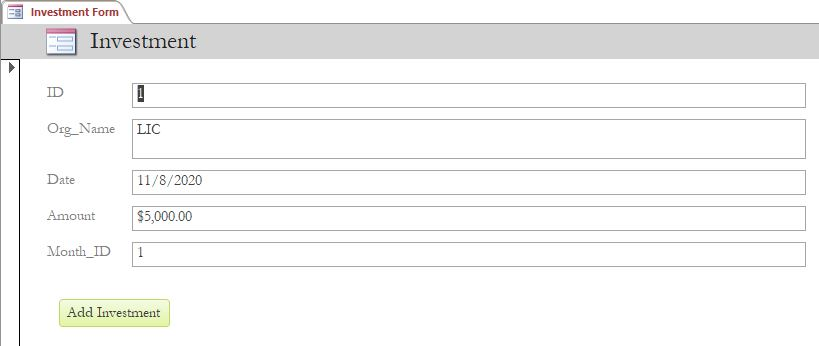 Investment Form
Investment
ID 1
Org_Name LIC
Date 11/8/2020
Amount $5,000.00
Month_ID 1
Add Investment